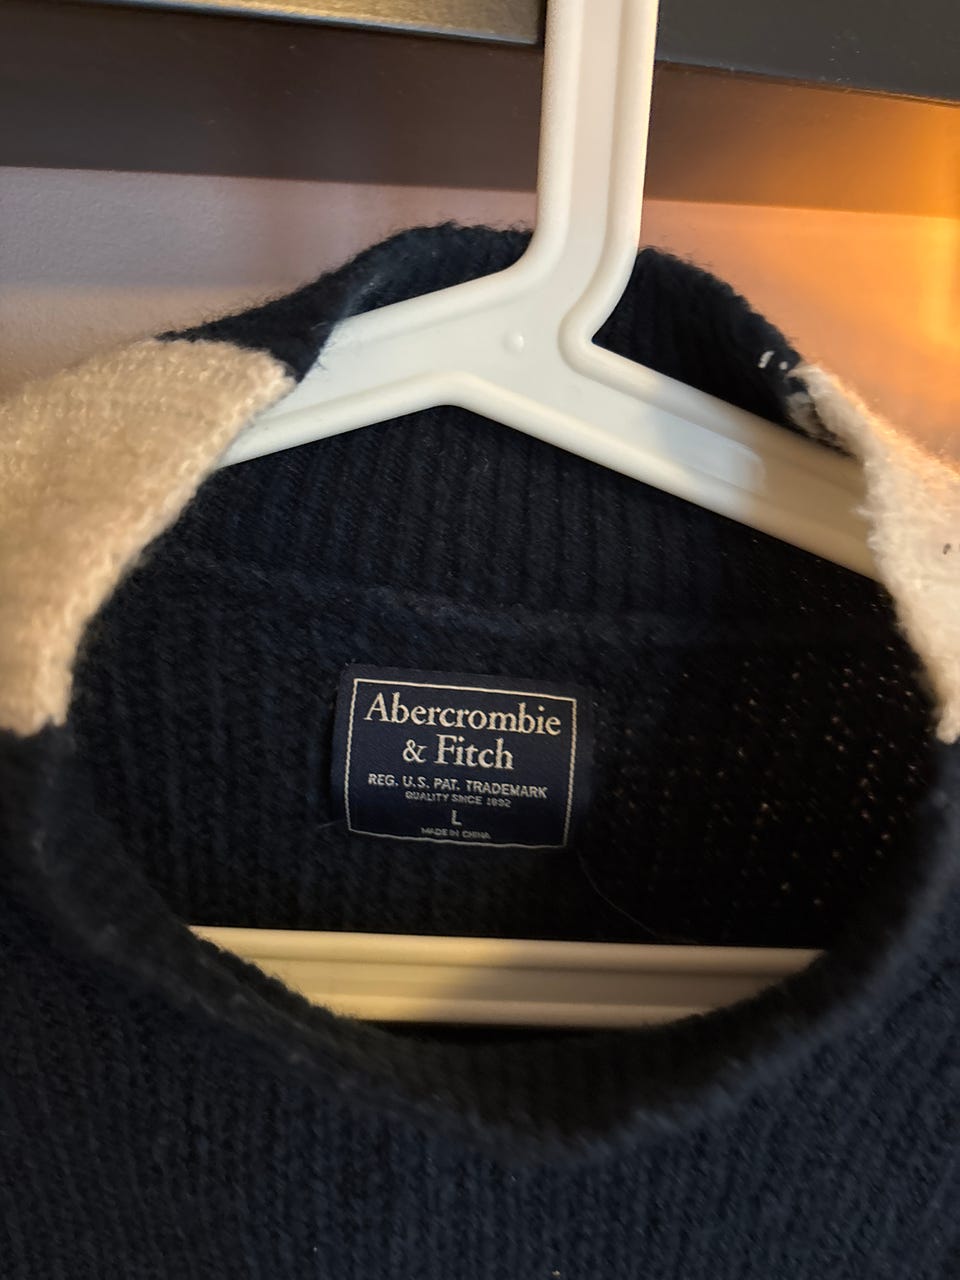 Abercrombie
& Fitch
REG. U.S. PAT. TRADEMARK
QUALITY SINCE 1892
L
MADE IN CHINA